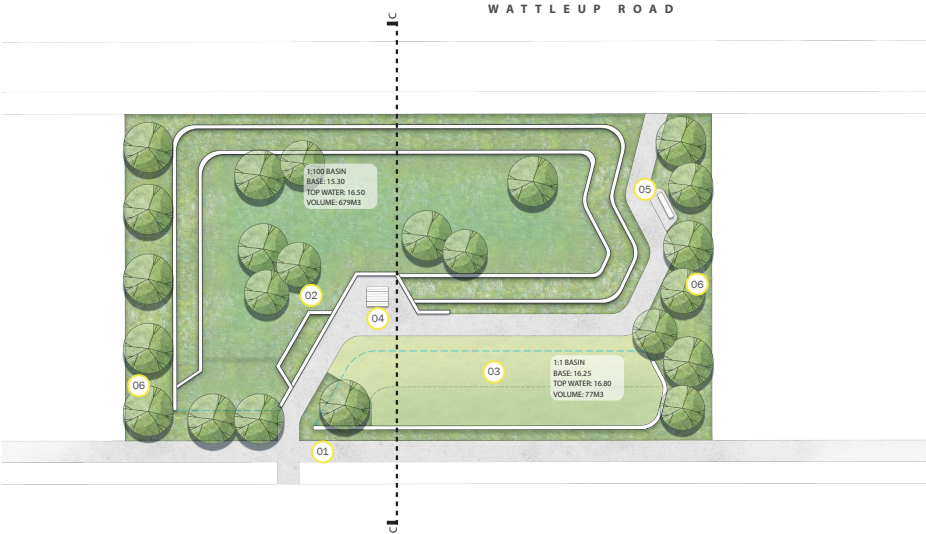 WATTLEUP ROAD
C
1:100 BASIN
BASE: 15.30
TOP WATER: 16.50
VOLUME: 679M3
05
02
06
04
03
1:1 BASIN
BASE: 16.25
TOP WATER: 16.80
VOLUME: 77M3
06
01
C